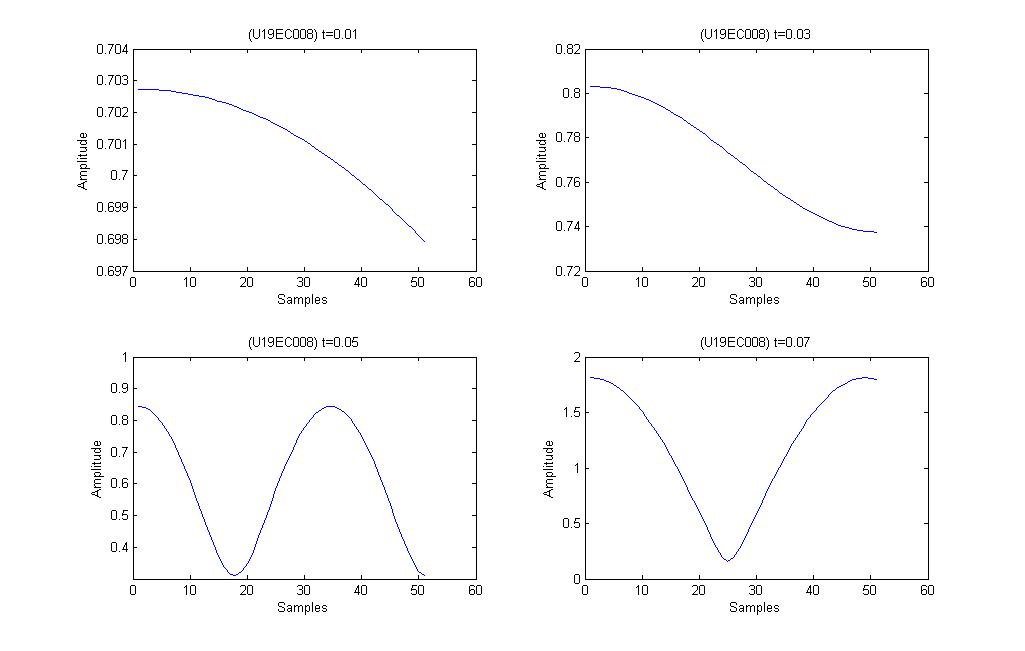 (U19EC008) t=0.01
0.704
0.703
0.702
0.701
0.7
0.699
0.698
0.697
Amplitude
0 10 20 30 40 50 60
Samples
(U19EC008) t=0.03
0.82
0.8
0.78
0.76
0.74
0.72
Amplitude
0 10 20 30 40 50 60
Samples
(U19EC008) t=0.05
1
0.9
0.8
0.7
0.6
0.5
0.4
Amplitude
0 10 20 30 40 50 60
Samples
(U19EC008) t=0.07
2
1.5
1
0.5
0
Amplitude
0 10 20 30 40 50 60
Samples